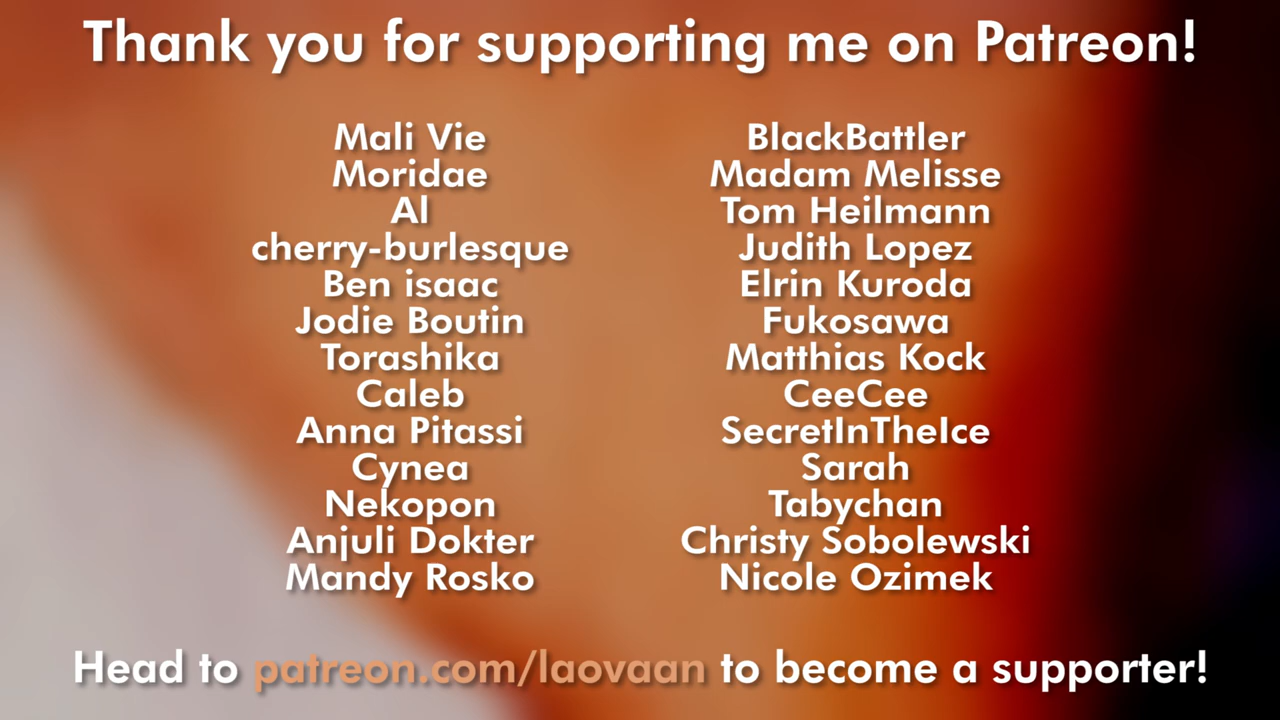 Thank you for supporting me on Patreon!
Mali Vie
Moridae
Al
cherry-burlesque
Ben isaac
Jodie Boutin
Torashika
Caleb
Anna Pitassi
Cynea
Nekopon
Anjuli Dokter
Mandy Rosko
BlackBattler
Madam Melisse
Tom Heilmann
Judith Lopez
Elrin Kuroda
Fukosawa
Matthias Kock
CeeCee
SecretInTheIce
Sarah
Tabychan
Christy Sobolewski
Nicole Ozimek
Head to patreon.com/laovaan to become a supporter!